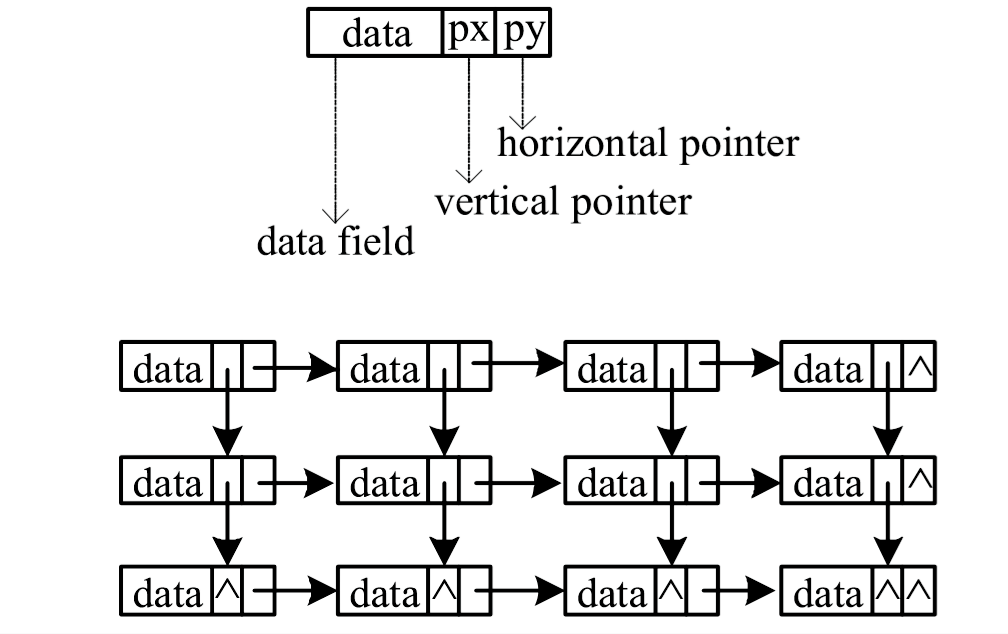 data px py
horizontal pointer
vertical pointer
data field
data data data data ^
data data data data ^
data ^ data ^ data ^ data ^ ^